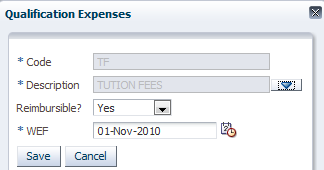 Qualification Expenses
* Code TF
* Description TUTION FEES
Reimbursible? Yes
* WEF 01-Nov-2010
Save Cancel